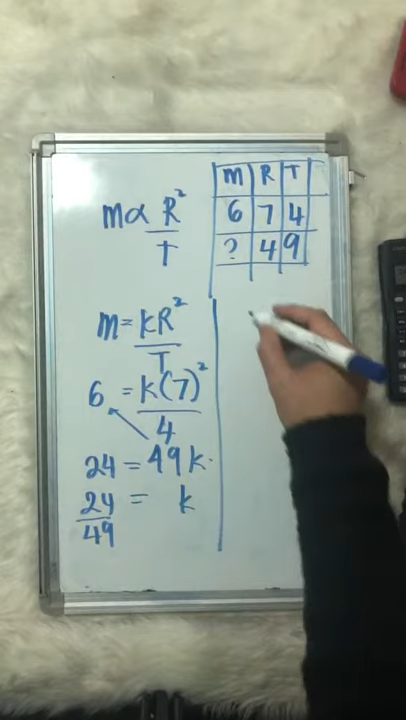 m∝ R²/T
M R T
6 7 4
? 4 9
m = kR²/T
6 = k(7)²/4
24 = 49k.
24/49 = k